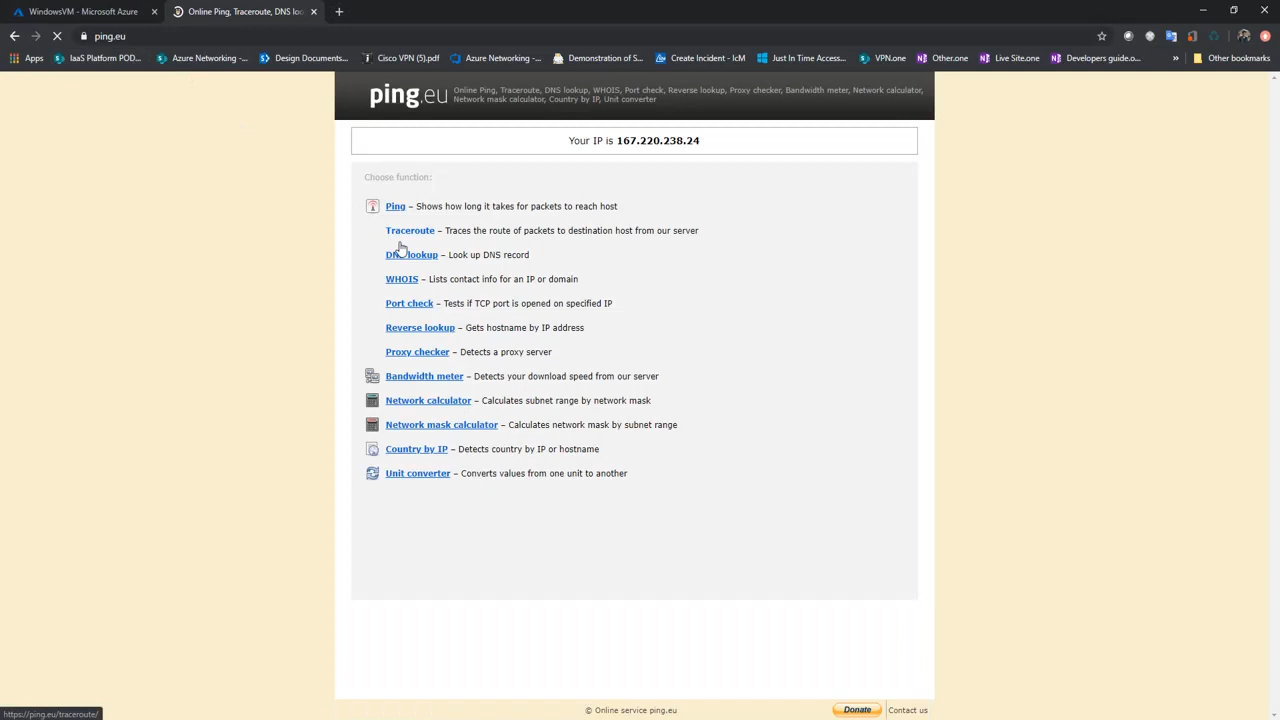 WindowsVM - Microsoft Azure
Online Ping, Traceroute, DNS loo
ping.eu
Apps
IaaS Platform POD...
Azure Networking -...
Design Documents...
Cisco VPN (5).pdf
Azure Networking -...
Demonstration of S...
Create Incident - IcM
Just In Time Access...
VPN.one
Other.one
Live Site.one
Developers guide...
»
Other bookmarks
ping.eu
Online Ping, Traceroute, DNS lookup, WHOIS, Port check, Reverse lookup, Proxy checker, Bandwidth meter, Network calculator,
Network mask calculator, Country by IP, Unit converter
Your IP is 167.220.238.24
Choose function:
Ping – Shows how long it takes for packets to reach host
Traceroute – Traces the route of packets to destination host from our server
DNS lookup – Look up DNS record
WHOIS – Lists contact info for an IP or domain
Port check – Tests if TCP port is opened on specified IP
Reverse lookup – Gets hostname by IP address
Proxy checker – Detects a proxy server
Bandwidth meter – Detects your download speed from our server
Network calculator – Calculates subnet range by network mask
Network mask calculator – Calculates network mask by subnet range
Country by IP – Detects country by IP or hostname
Unit converter – Converts values from one unit to another
© Online service ping.eu
Donate
Contact us
https://ping.eu/traceroute/